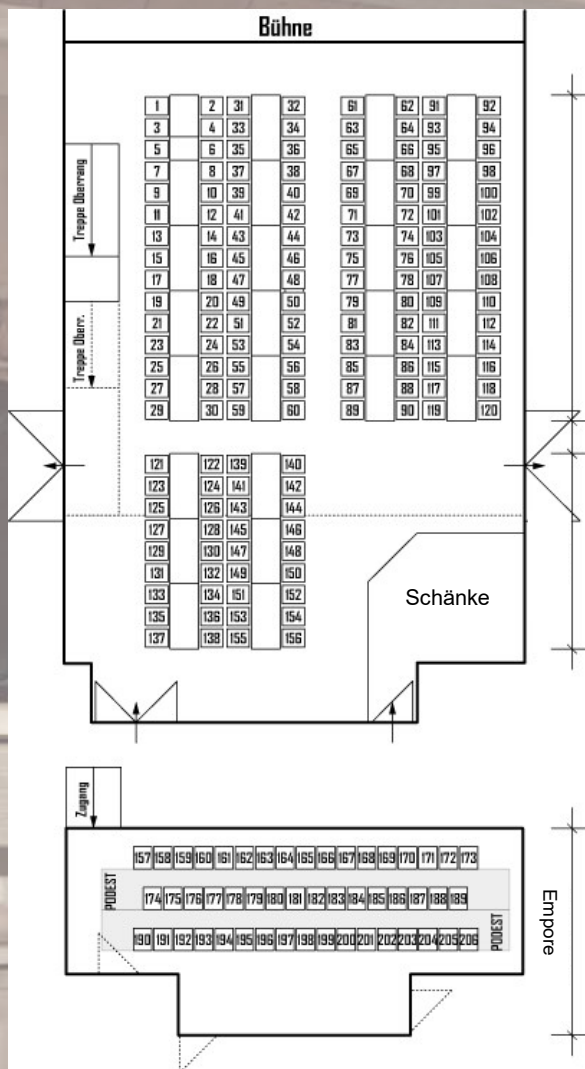 Bühne
1 2 31 32 61 62 91 92
3 4 33 34 63 64 93 94
5 6 35 36 65 66 95 96
7 8 37 38 67 68 97 98
9 10 39 40 69 70 99 100
11 12 41 42 71 72 101 102
13 14 43 44 73 74 103 104
15 16 45 46 75 76 105 106
17 18 47 48 77 78 107 108
19 20 49 50 79 80 109 110
21 22 51 52 81 82 111 112
23 24 53 54 83 84 113 114
25 26 55 56 85 86 115 116
27 28 57 58 87 88 117 118
29 30 59 60 89 90 119 120
Treppe Oberrang
Treppe Oberr.
121 122 139 140
123 124 141 142
125 126 143 144
127 128 145 146
129 130 147 148
131 132 149 150
133 134 151 152
135 136 153 154
137 138 155 156
Schänke
Zugang
157 158 159 160 161 162 163 164 165 166 167 168 169 170 171 172 173
PODEST
174 175 176 177 178 179 180 181 182 183 184 185 186 187 188 189
190 191 192 193 194 195 196 197 198 199 200 201 202 203 204 205 206
PODEST
Empore